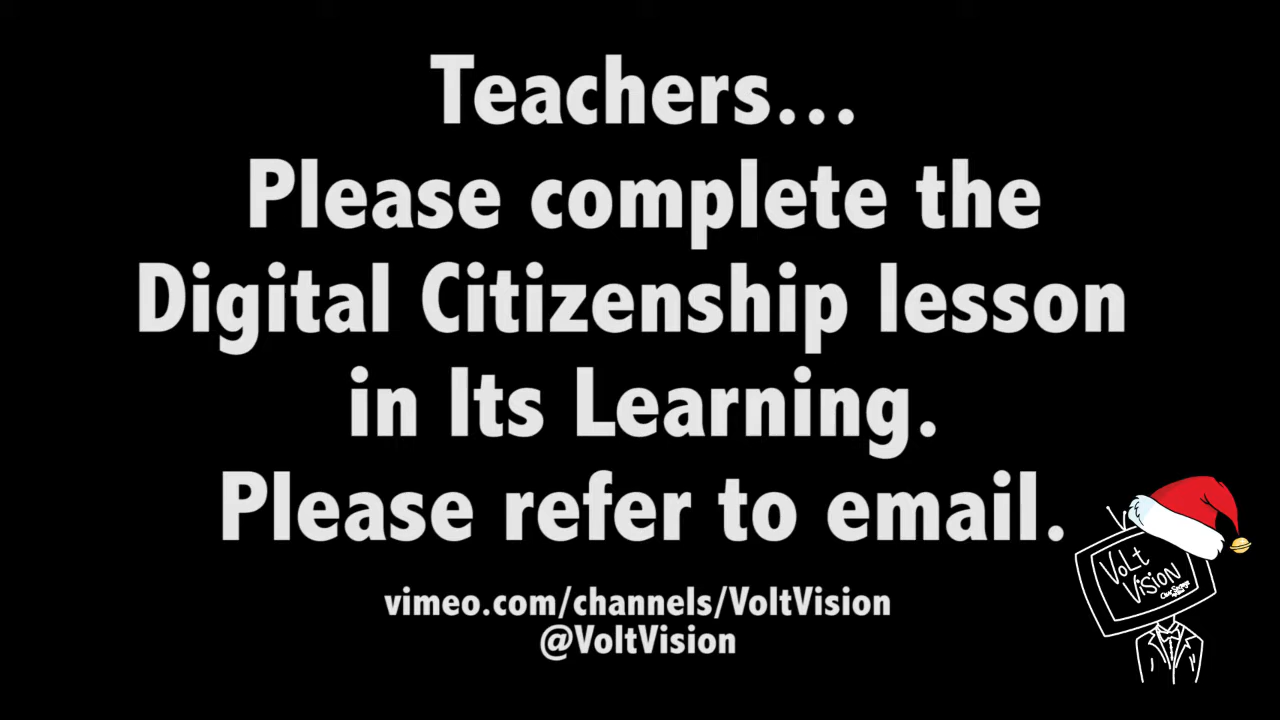 Teachers...
Please complete the
Digital Citizenship lesson
in Its Learning.
Please refer to email.
vimeo.com/channels/VoltVision
@VoltVision
Volt
Vision